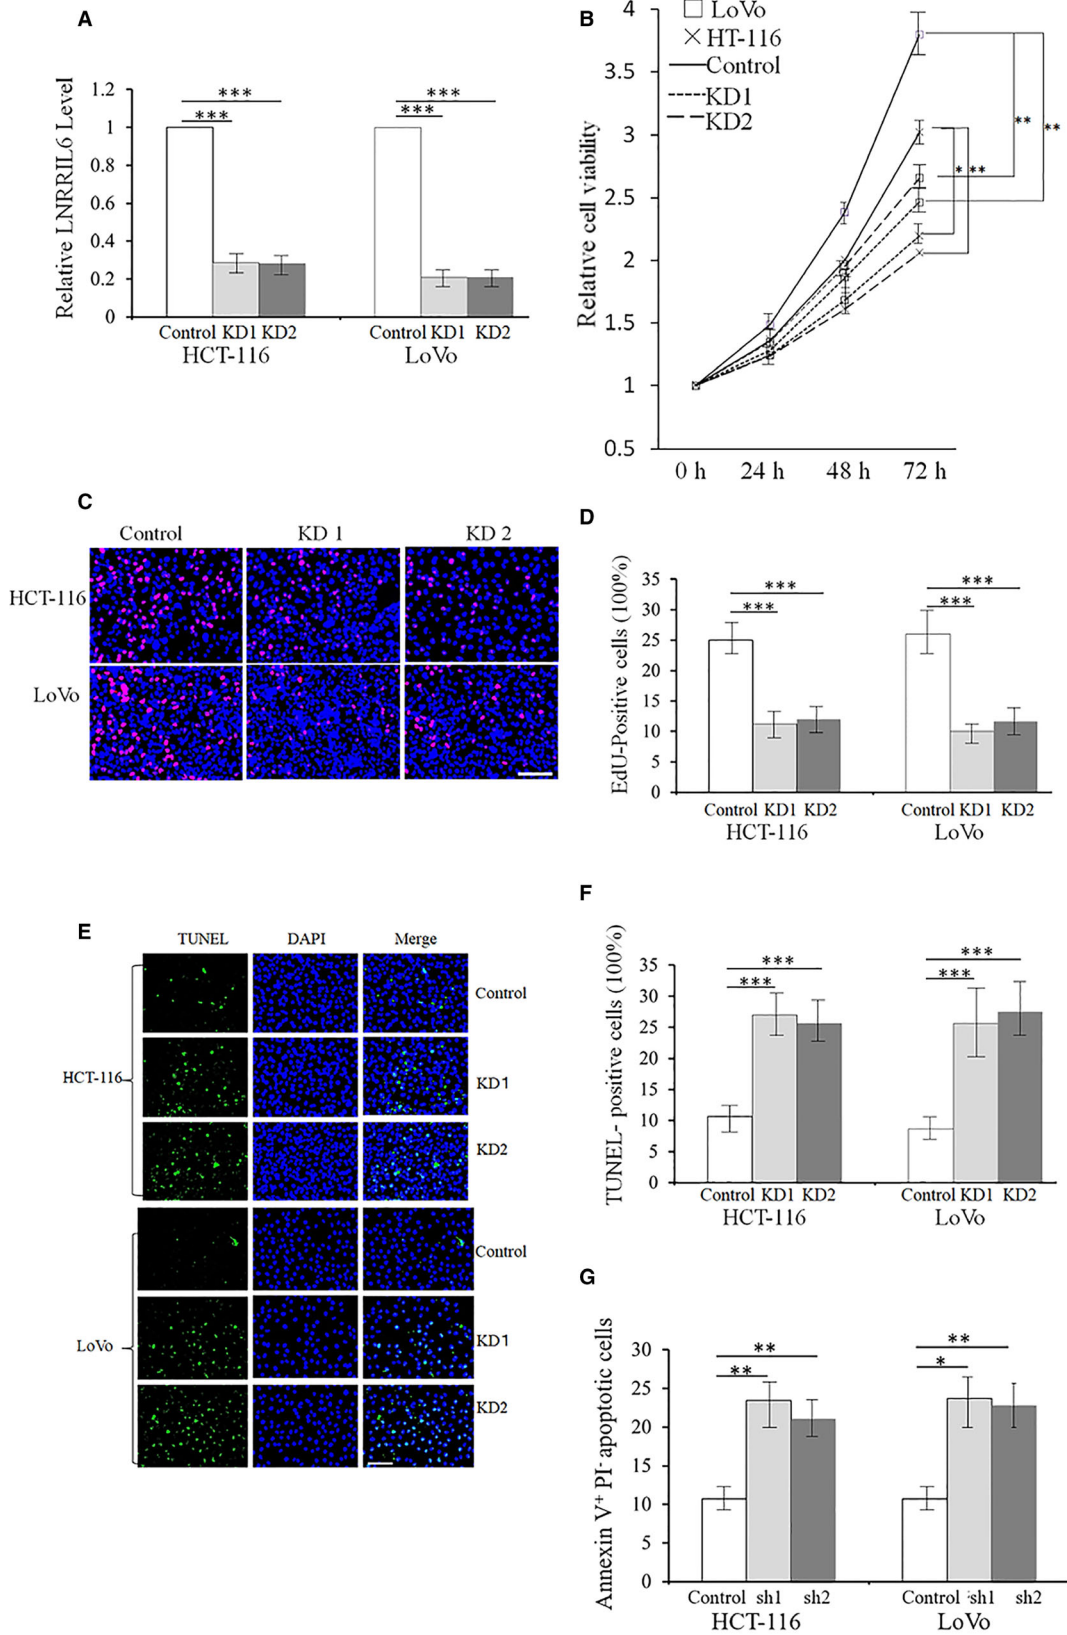 A
Relative LNRRIL6 Level
1.2
1
0.8
0.6
0.4
0.2
0
***
***
***
***
Control KD1 KD2
Control KD1 KD2
HCT-116
LoVo
B
LoVo
HT-116
Control
KD1
KD2
Relative cell viability
4
3.5
3
2.5
2
1.5
1
0.5
**
**
*
**
0 h 24 h 48 h 72 h
C
Control KD 1 KD 2
HCT-116
LoVo
D
EdU-Positive cells (100%)
35
30
25
20
15
10
5
0
***
***
***
***
Control KD1 KD2
Control KD1 KD2
HCT-116
LoVo
E
TUNEL DAPI Merge
Control
HCT-116
KD1
KD2
Control
LoVo
KD1
KD2
F
TUNEL- positive cells (100%)
35
30
25
20
15
10
5
0
***
***
***
***
Control KD1 KD2
Control KD1 KD2
HCT-116
LoVo
G
Annexin V+ PI- apoptotic cells
30
25
20
15
10
5
0
**
**
**
*
Control sh1 sh2
Control sh1 sh2
HCT-116
LoVo